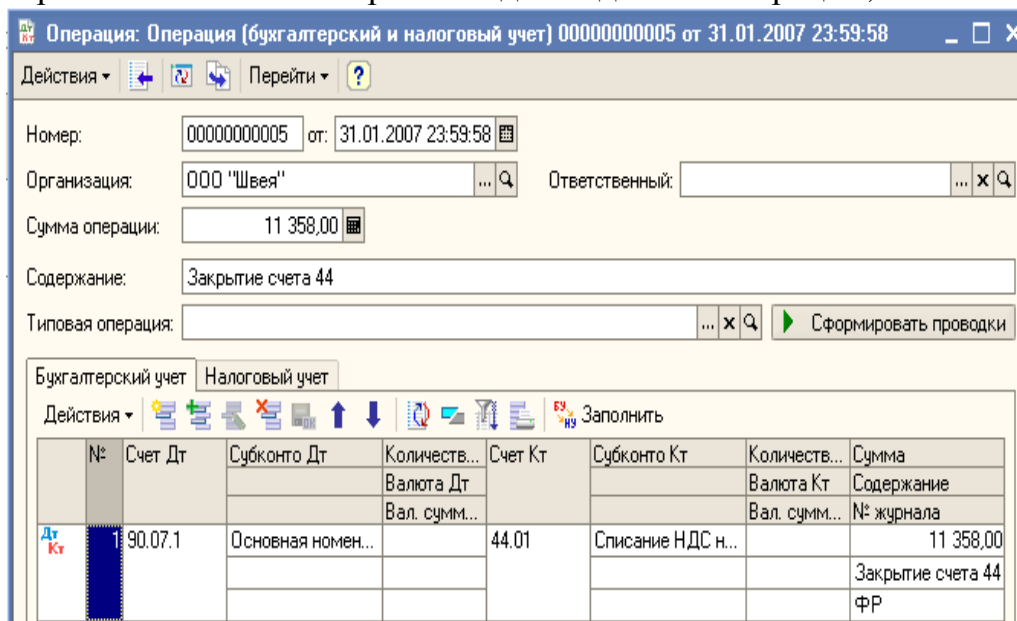 Операция: Операция (бухгалтерский и налоговый учет) 00000000005 от 31.01.2007 23:59:58
Действия Перейти ?
Номер: 00000000005 от: 31.01.2007 23:59:58
Организация: ООО "Швея" ... Ответственный: ... x
Сумма операции: 11 358,00
Содержание: Закрытие счета 44
Типовая операция: ... x Сформировать проводки
Бухгалтерский учет Налоговый учет
Действия БУ НУ Заполнить
№ Счет Дт Субконто Дт Количеств... Счет Кт Субконто Кт Количеств... Сумма
Валюта Дт Валюта Кт Содержание
Вал. сумм... Вал. сумм... № журнала
Дт Кт 1 90.07.1 Основная номен... 44.01 Списание НДС н... 11 358,00
Закрытие счета 44
ФР